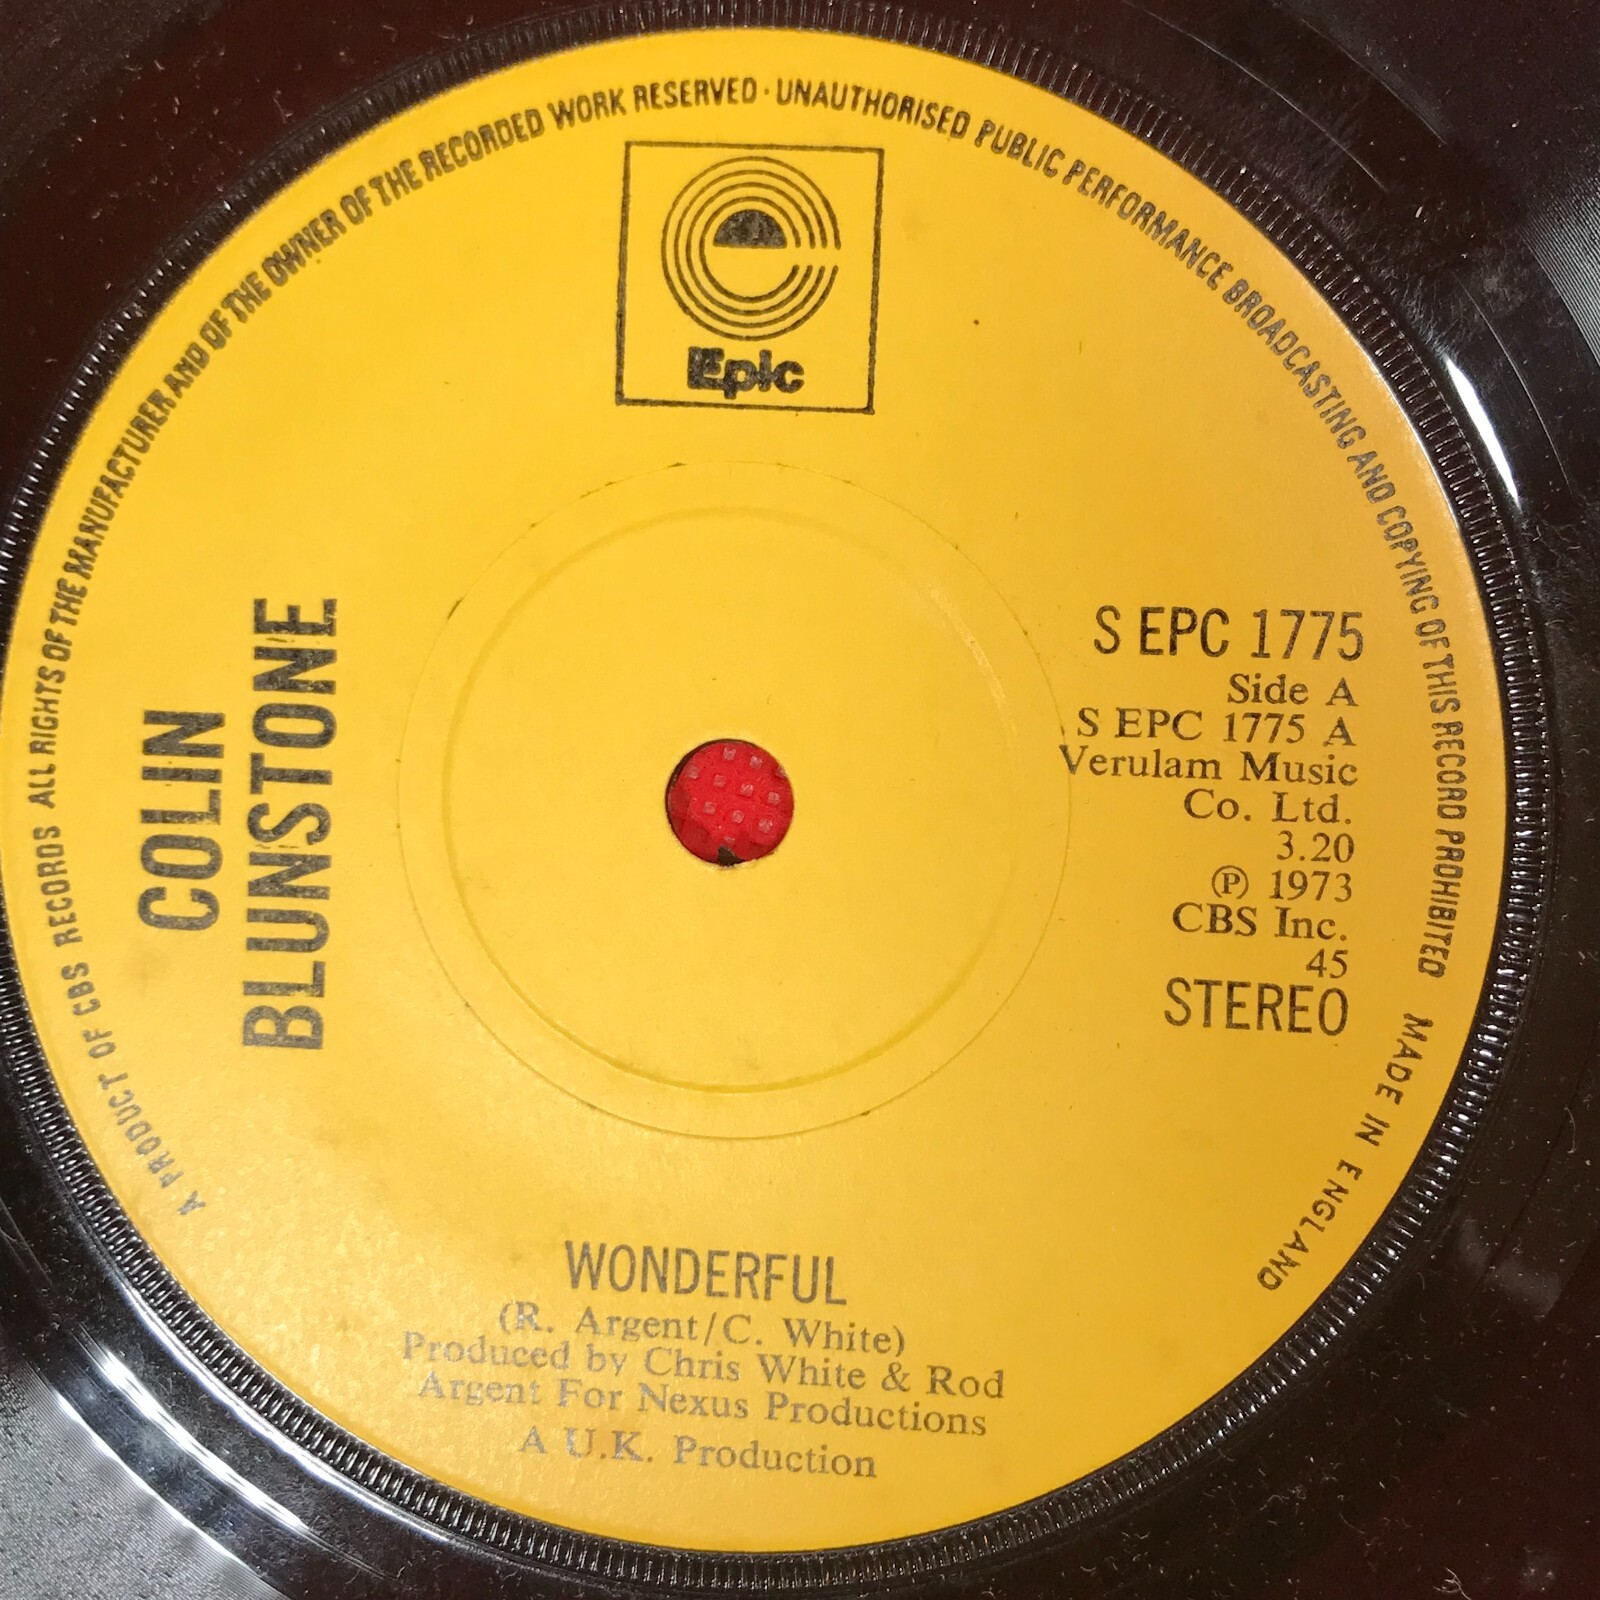 A PRODUCT OF CBS RECORDS ALL RIGHTS OF THE MANUFACTURER AND OF THE OWNER OF THE RECORDED WORK RESERVED · UNAUTHORISED PUBLIC PERFORMANCE BROADCASTING AND COPYING OF THIS RECORD PROHIBITED MADE IN ENGLAND
e
Epic
COLIN
BLUNSTONE
S EPC 1775
Side A
S EPC 1775 A
Verulam Music
Co. Ltd.
3.20
Ⓟ 1973
CBS Inc.
45
STEREO
WONDERFUL
(R. Argent/C. White)
Produced by Chris White & Rod
Argent For Nexus Productions
A U.K. Production